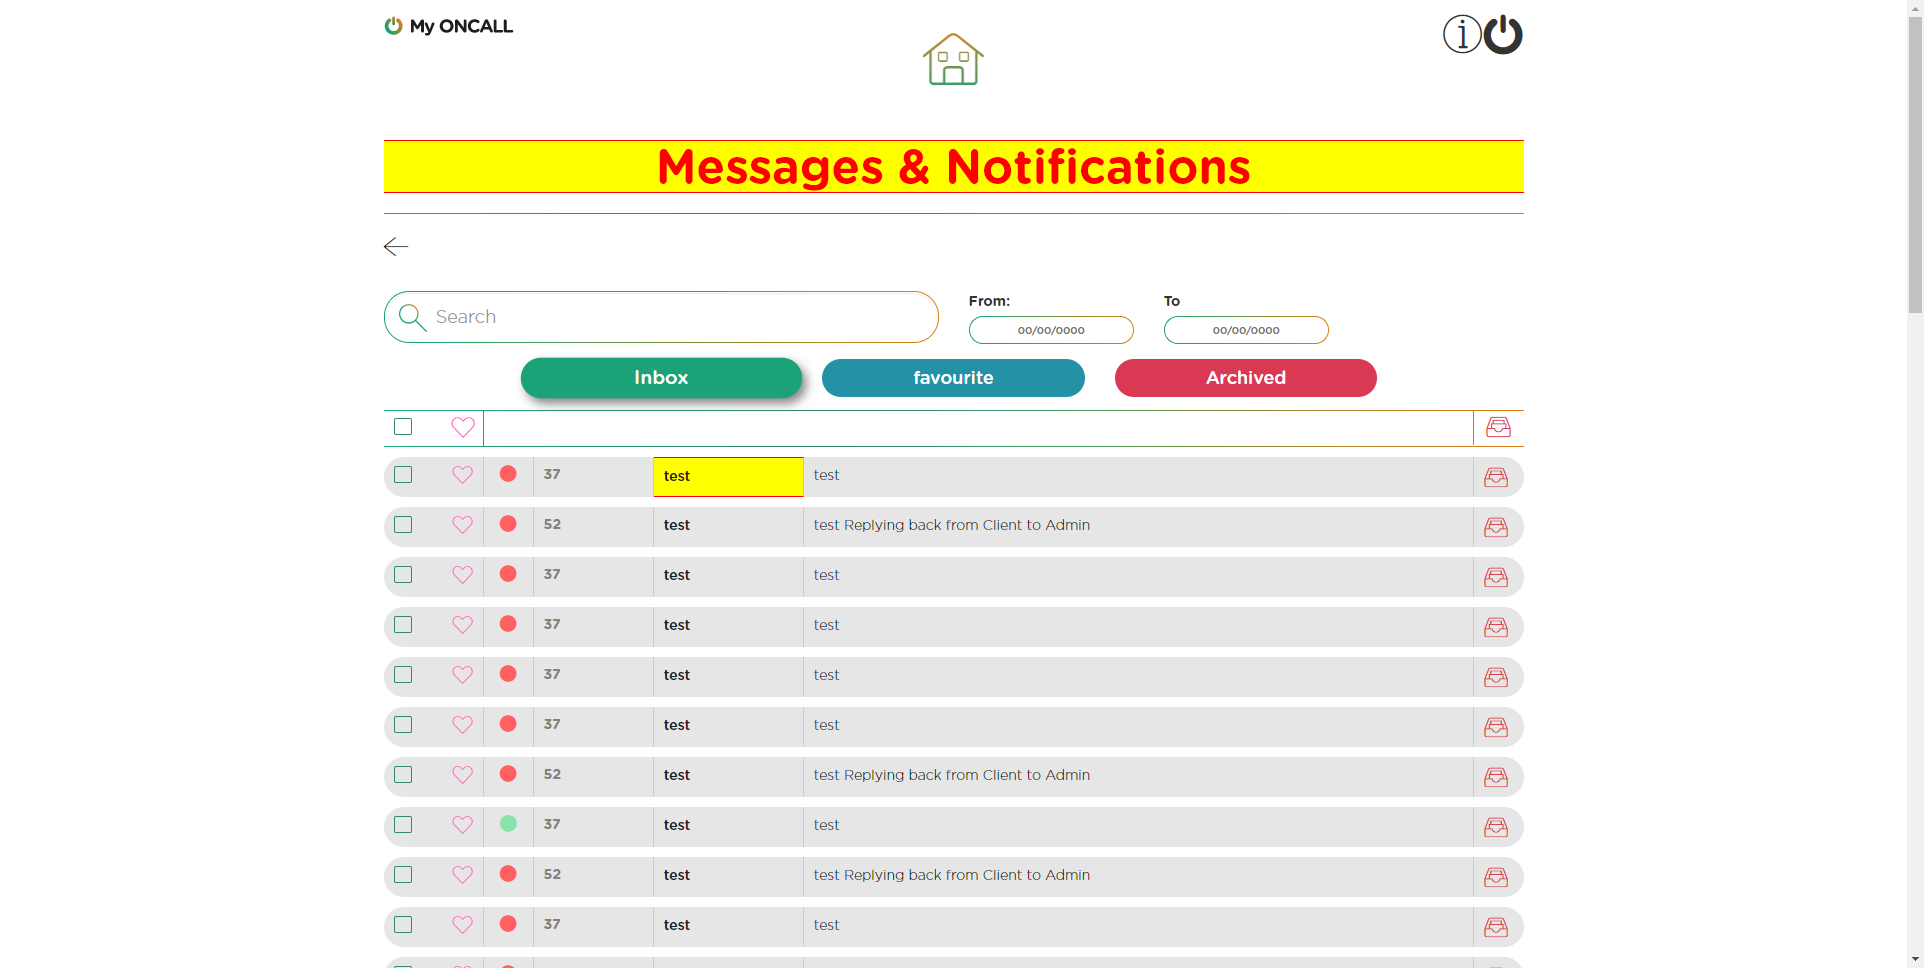 My ONCALL
Messages & Notifications
Search
From:
To
00/00/0000
00/00/0000
Inbox
favourite
Archived
37 test test
52 test test Replying back from Client to Admin
37 test test
37 test test
37 test test
37 test test
52 test test Replying back from Client to Admin
37 test test
52 test test Replying back from Client to Admin
37 test test